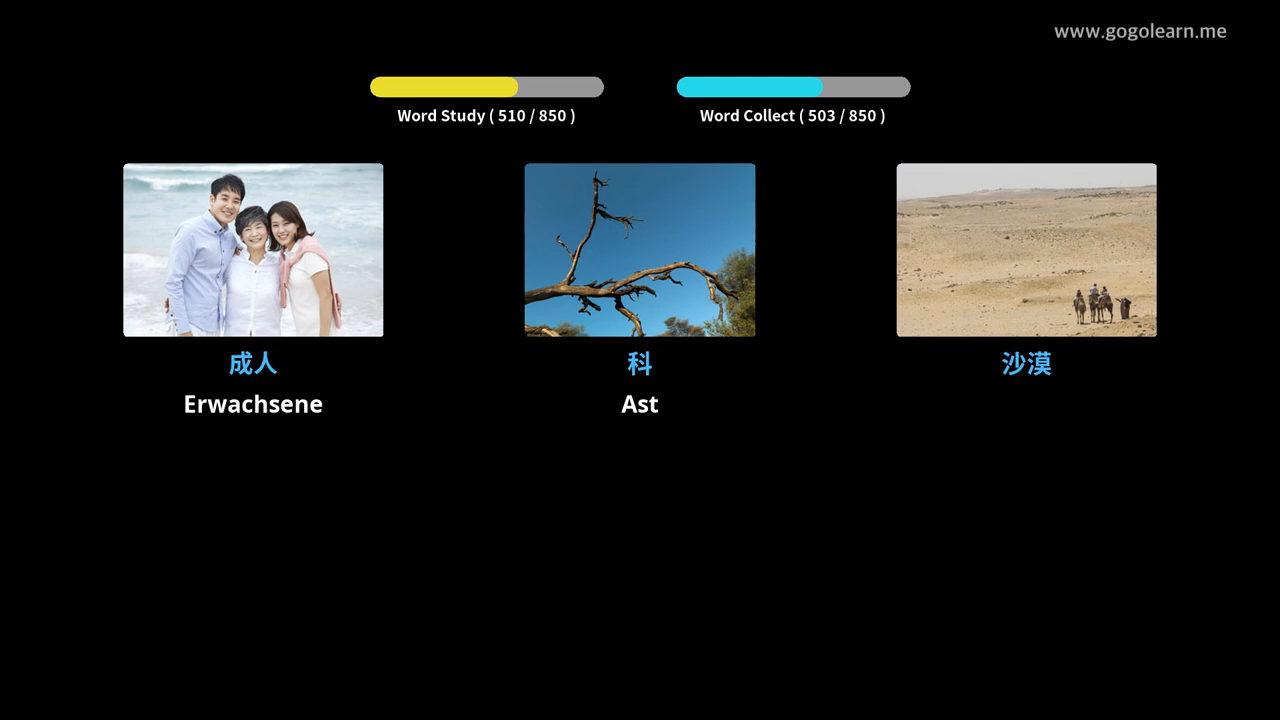 www.gogolearn.me
Word Study ( 510 / 850 )
Word Collect ( 503 / 850 )
成人
科
沙漠
Erwachsene
Ast